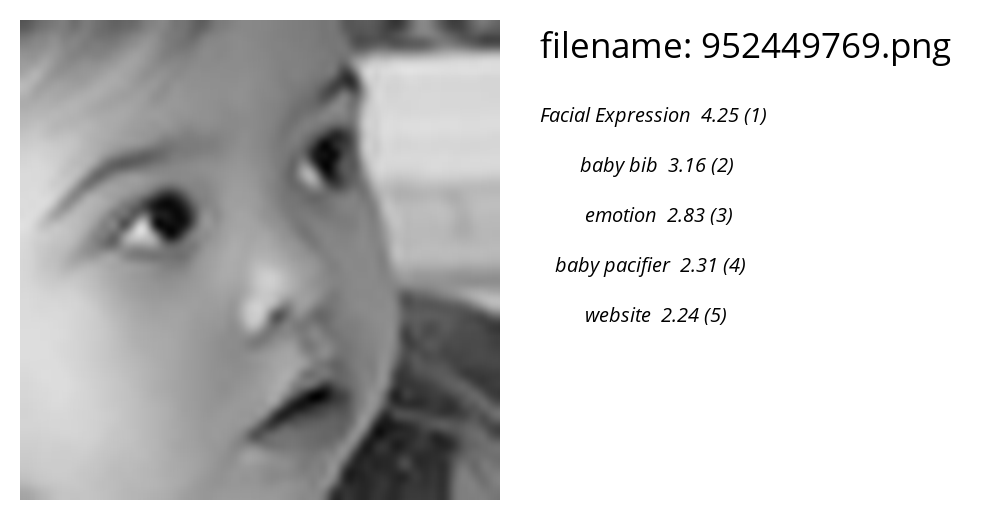 filename: 952449769.png
Facial Expression 4.25 (1)
baby bib 3.16 (2)
emotion 2.83 (3)
baby pacifier 2.31 (4)
website 2.24 (5)